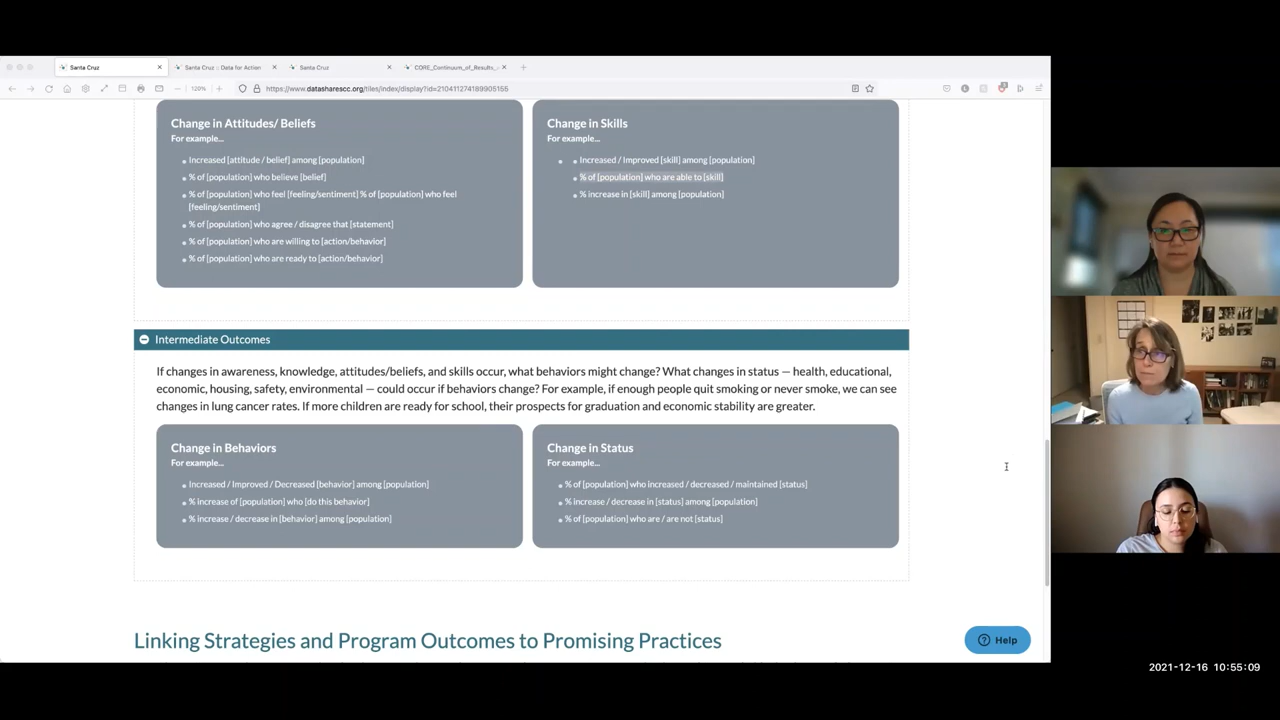 Santa Cruz
Santa Cruz :: Data for Action
Santa Cruz
CORE_Continuum_of_Results_
120%
https://www.datasharescc.org/tiles/index/display?id=210411274189905155
Change in Attitudes/ Beliefs
For example...
Increased [attitude / belief] among [population]
% of [population] who believe [belief]
% of [population] who feel [feeling/sentiment] % of [population] who feel
[feeling/sentiment]
% of [population] who agree / disagree that [statement]
% of [population] who are willing to [action/behavior]
% of [population] who are ready to [action/behavior]
Change in Skills
For example...
Increased / Improved [skill] among [population]
% of [population] who are able to [skill]
% increase in [skill] among [population]
Intermediate Outcomes
If changes in awareness, knowledge, attitudes/beliefs, and skills occur, what behaviors might change? What changes in status — health, educational,
economic, housing, safety, environmental — could occur if behaviors change? For example, if enough people quit smoking or never smoke, we can see
changes in lung cancer rates. If more children are ready for school, their prospects for graduation and economic stability are greater.
Change in Behaviors
For example...
Increased / Improved / Decreased [behavior] among [population]
% increase of [population] who [do this behavior]
% increase / decrease in [behavior] among [population]
Change in Status
For example...
% of [population] who increased / decreased / maintained [status]
% increase / decrease in [status] among [population]
% of [population] who are / are not [status]
Linking Strategies and Program Outcomes to Promising Practices
Help
2021-12-16 10:55:09